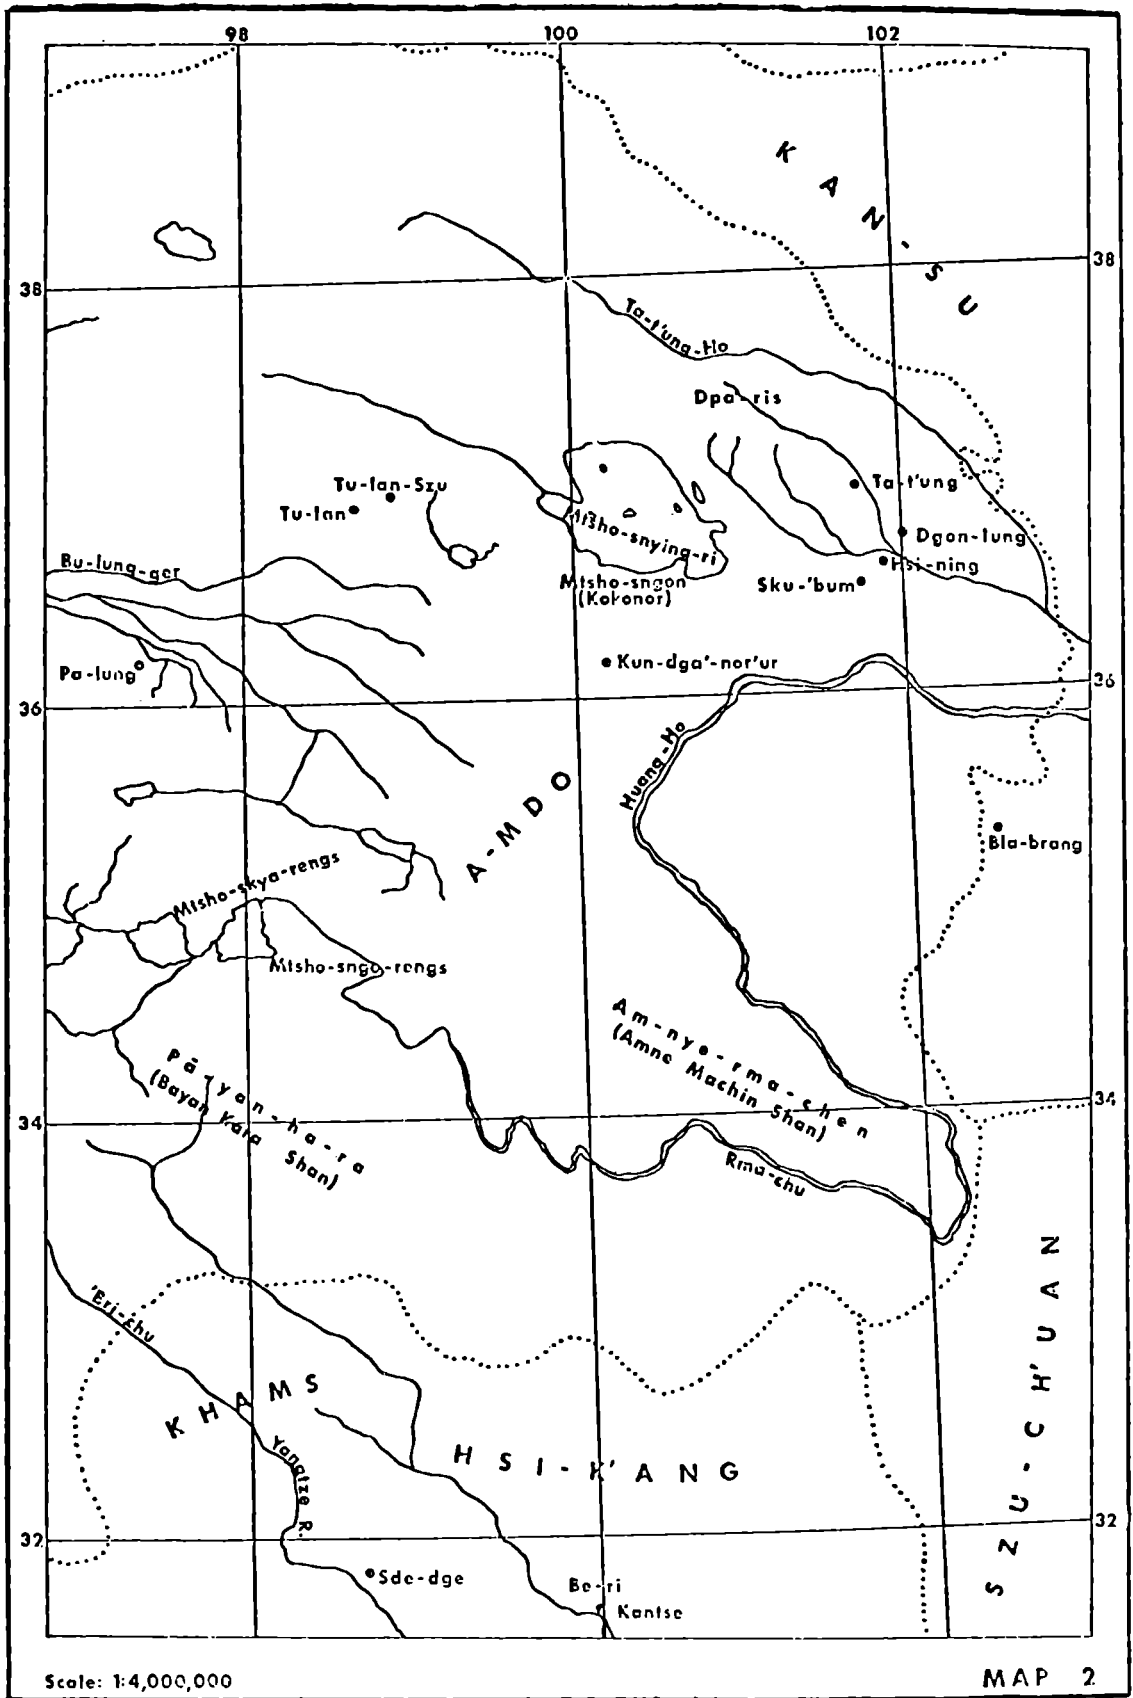 98
100
102
K A N - S U
38
38
Ta-t'ung-Ho
Dpa-ris
Ta-t'ung
Tu-lan-Szu
Tu-lan
Mtsho-snying-ri
Dgon-lung
Hsi-ning
Bu-lung-ger
Mtsho-sngon
(Kokonor)
Sku-'bum
Pa-lung
Kun-dga'-nor'ur
36
36
Huang-Ho
A-MDO
Bla-brang
Mtsho-skya-rengs
Mtsho-sngo-rengs
Am-nye-rma-chen
(Amne Machin Shan)
Pā-yan-ha-ra
(Bayan Kara Shan)
34
34
Rma-chu
'Bri-chu
KHAMS
HSI-K'ANG
SZU-CH'UAN
Yangtze R.
32
32
Sde-dge
Be-ri
Kantse
Scale: 1:4,000,000
MAP 2